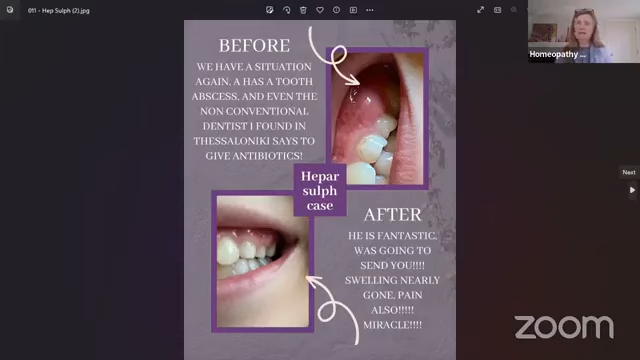 011 - Hep Sulph (2).jpg
Homeopathy ...
BEFORE
WE HAVE A SITUATION
AGAIN, A HAS A TOOTH
ABSCESS, AND EVEN THE
NON CONVENTIONAL
DENTIST I FOUND IN
THESSALONIKI SAYS TO
GIVE ANTIBIOTICS!
Hepar
sulph
case
AFTER
HE IS FANTASTIC,
WAS GOING TO
SEND YOU!!!!
SWELLING NEARLY
GONE, PAIN
ALSO!!!!!
MIRACLE!!!!
Next
zoom